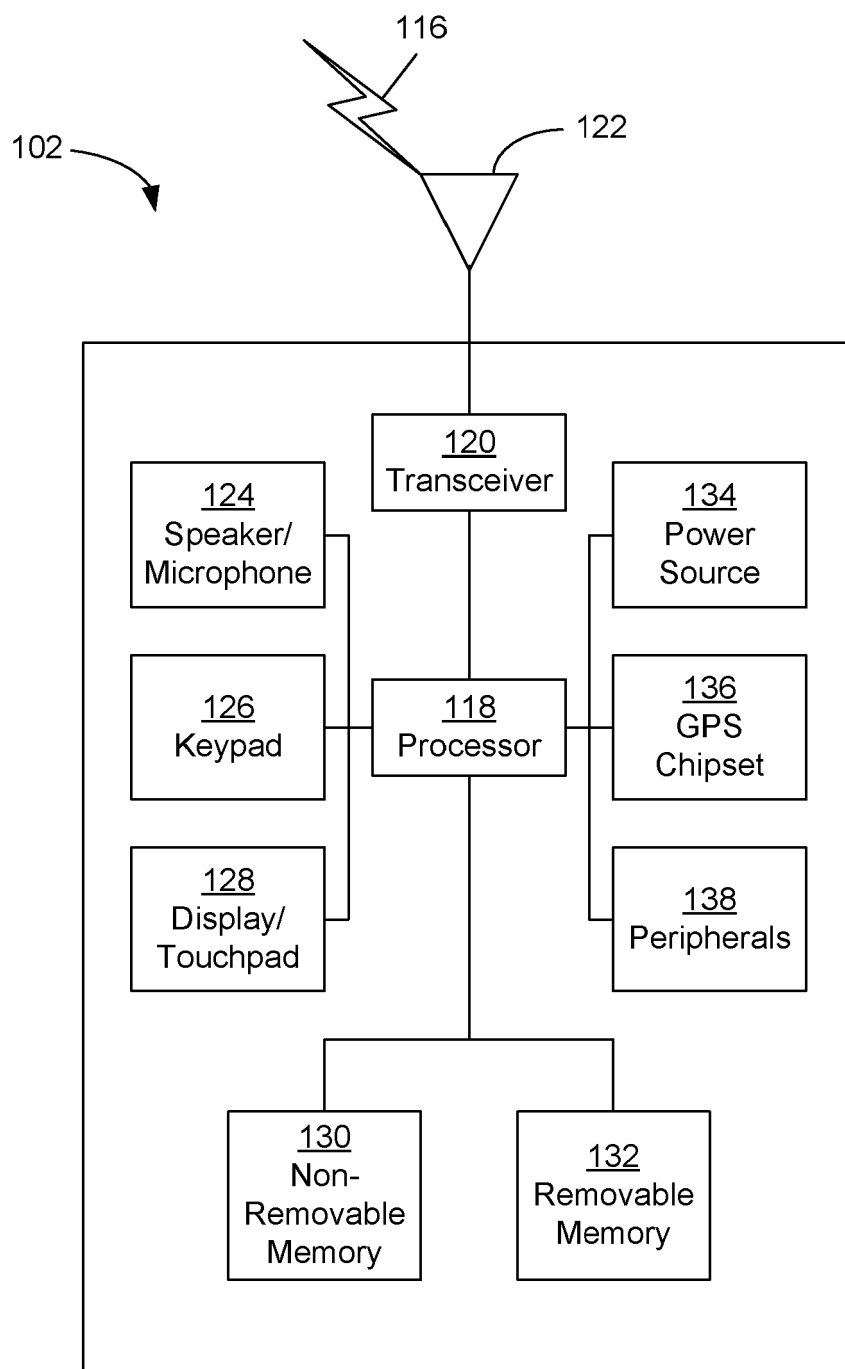 116
122
102
120
Transceiver
124
Speaker/
Microphone
134
Power
Source
126
Keypad
118
Processor
136
GPS
Chipset
128
Display/
Touchpad
138
Peripherals
130
Non-
Removable
Memory
132
Removable
Memory